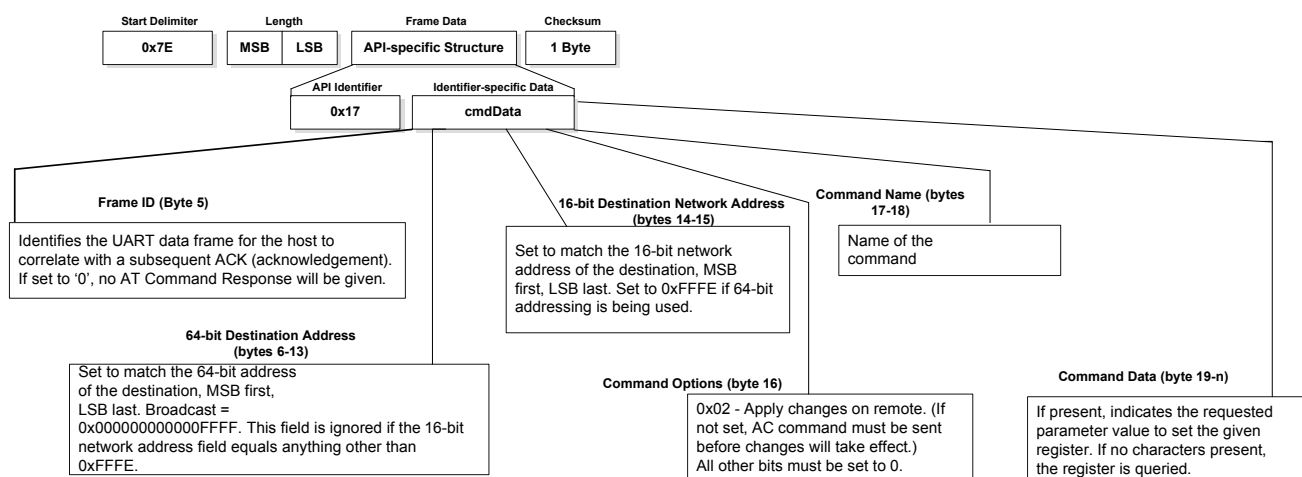 Start Delimiter
Length
Frame Data
Checksum
0x7E
MSB
LSB
API-specific Structure
1 Byte
API Identifier
Identifier-specific Data
0x17
cmdData
Frame ID (Byte 5)
Identifies the UART data frame for the host to
correlate with a subsequent ACK (acknowledgement).
If set to ‘0’, no AT Command Response will be given.
16-bit Destination Network Address
(bytes 14-15)
Set to match the 16-bit network
address of the destination, MSB
first, LSB last. Set to 0xFFFE if 64-bit
addressing is being used.
Command Name (bytes
17-18)
Name of the
command
64-bit Destination Address
(bytes 6-13)
Set to match the 64-bit address
of the destination, MSB first,
LSB last. Broadcast =
0x000000000000FFFF. This field is ignored if the 16-bit
network address field equals anything other than
0xFFFE.
Command Options (byte 16)
0x02 - Apply changes on remote. (If
not set, AC command must be sent
before changes will take effect.)
All other bits must be set to 0.
Command Data (byte 19-n)
If present, indicates the requested
parameter value to set the given
register. If no characters present,
the register is queried.